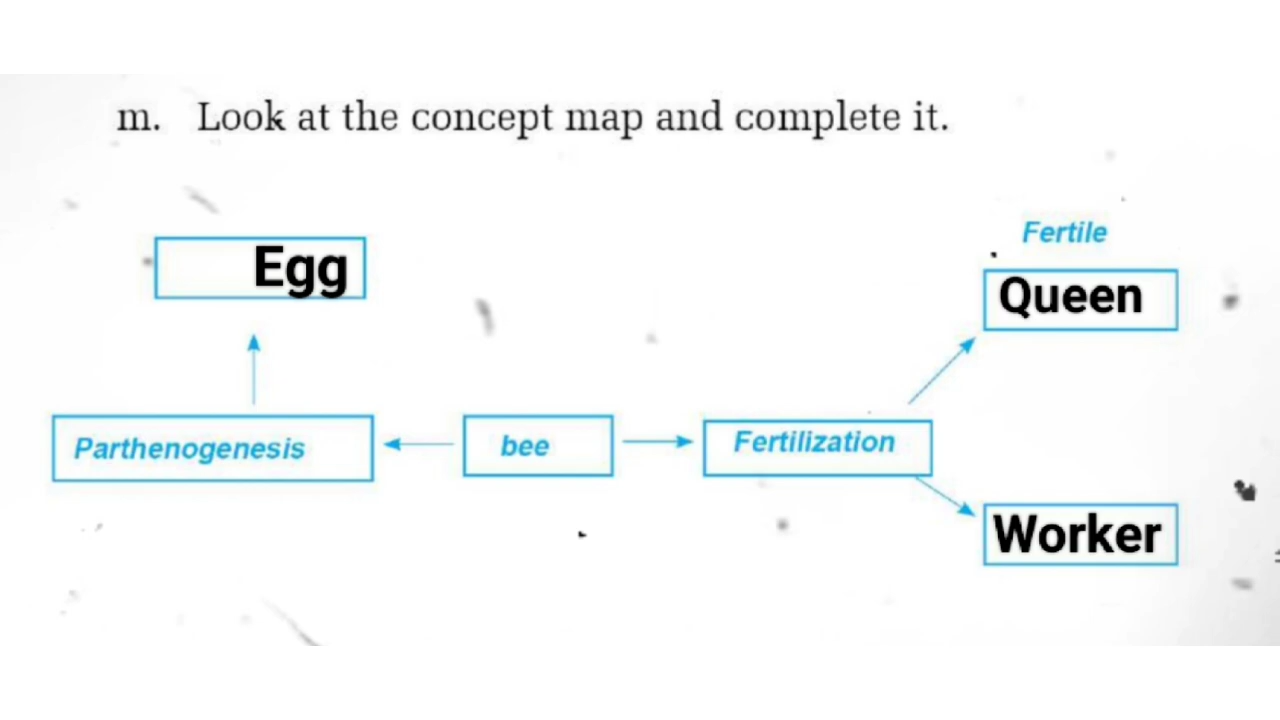 m. Look at the concept map and complete it.
Fertile
Egg
Queen
Parthenogenesis
bee
Fertilization
Worker